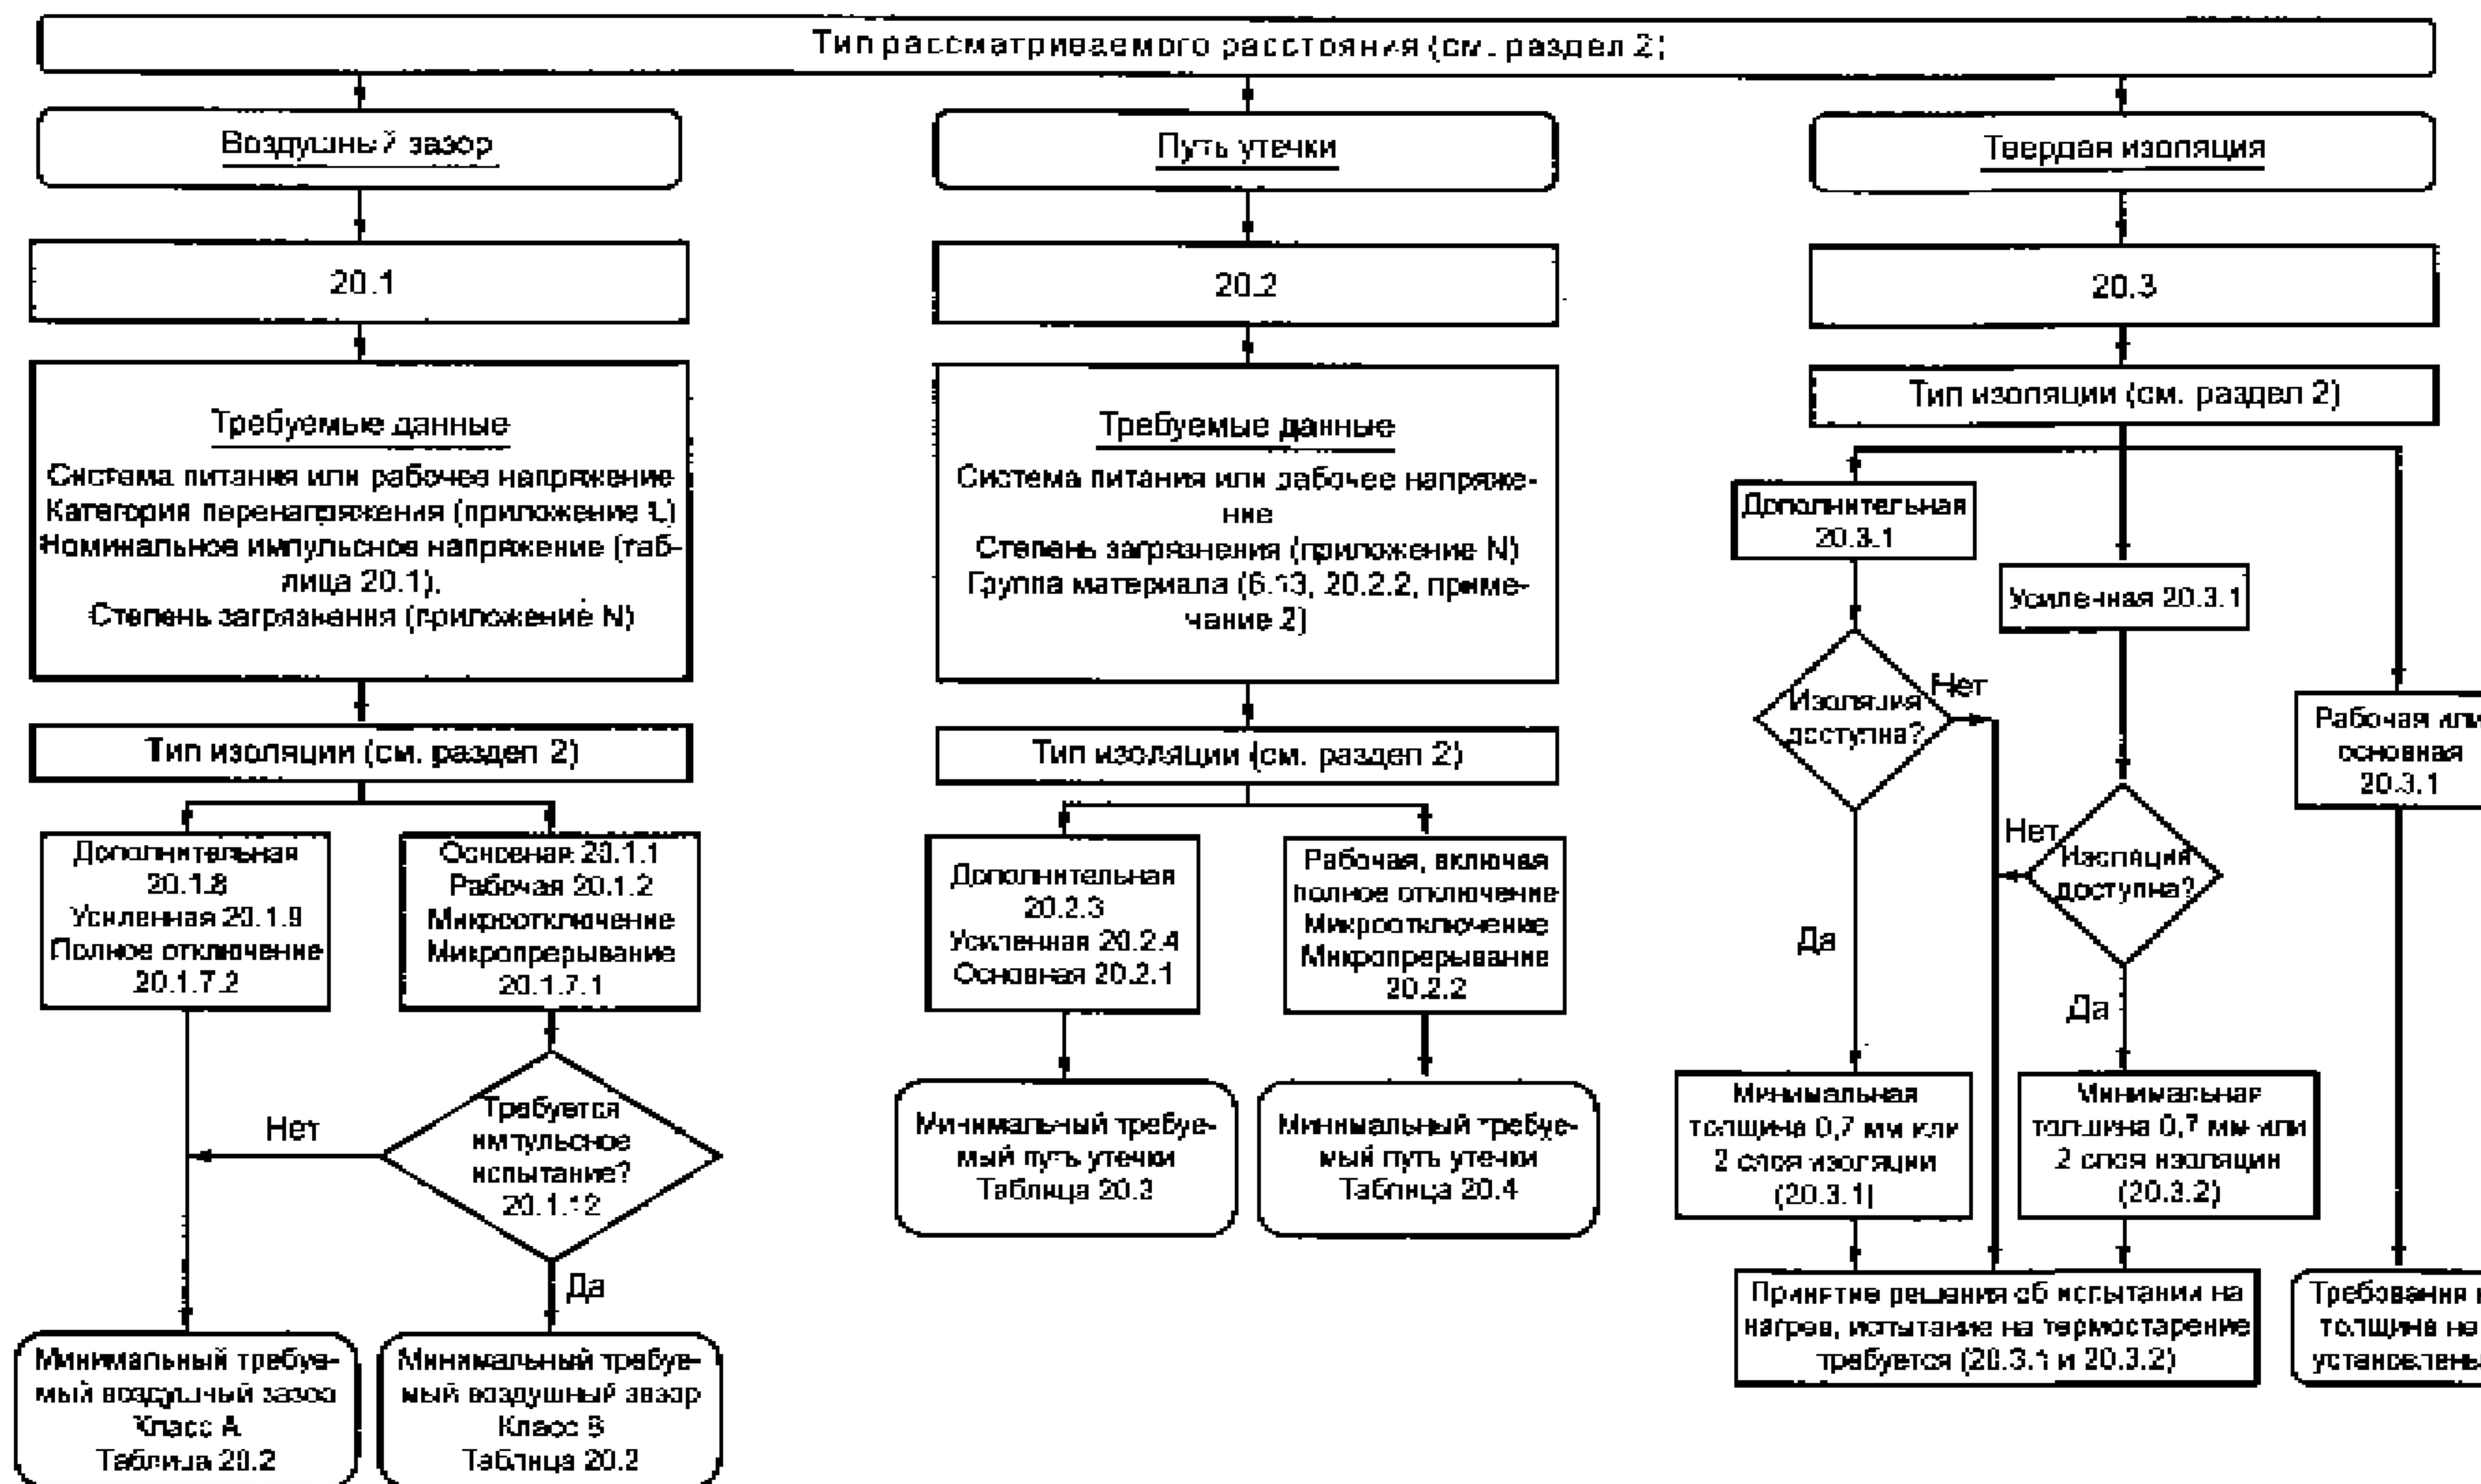 Тип рассматриваемого расстояния (см. раздел 2)
Воздушный зазор
20.1
Требуемые данные
Система питания или рабочее напряжение
Категория перенапряжения (приложение L)
Номинальное импульсное напряжение (таб-
лица 20.1),
Степень загрязнения (приложение N)
Тип изоляции (см. раздел 2)
Дополнительная
20.1.8
Усиленная 20.1.9
Полное отключение
20.1.7.2
Основная 20.1.1
Рабочая 20.1.2
Микроотключение
Микропрерывание
20.1.7.1
Требуется
импульсное
испытание?
20.1.12
Нет
Да
Минимальный требуе-
мый воздушный зазор
Класс A
Таблица 20.2
Минимальный требуе-
мый воздушный зазор
Класс B
Таблица 20.2
Путь утечки
20.2
Требуемые данные
Система питания или рабочее напряже-
ние
Степень загрязнения (приложение N)
Группа материала (6.13, 20.2.2, приме-
чание 2)
Тип изоляции (см. раздел 2)
Дополнительная
20.2.3
Усиленная 20.2.4
Основная 20.2.1
Рабочая, включая
полное отключение
Микроотключение
Микропрерывание
20.2.2
Минимальный требуе-
мый путь утечки
Таблица 20.3
Минимальный требуе-
мый путь утечки
Таблица 20.4
Твердая изоляция
20.3
Тип изоляции (см. раздел 2)
Дополнительная
20.3.1
Усиленная 20.3.1
Рабочая или
основная
20.3.1
Изоляция
доступна?
Нет
Да
Изоляция
доступна?
Нет
Да
Минимальная
толщина 0,7 мм или
2 слоя изоляции
(20.3.1)
Минимальная
толщина 0,7 мм или
2 слоя изоляции
(20.3.2)
Принятие решения об испытании на
нагрев, испытание на термостарение
требуется (20.3.1 и 20.3.2)
Требования
толщине не